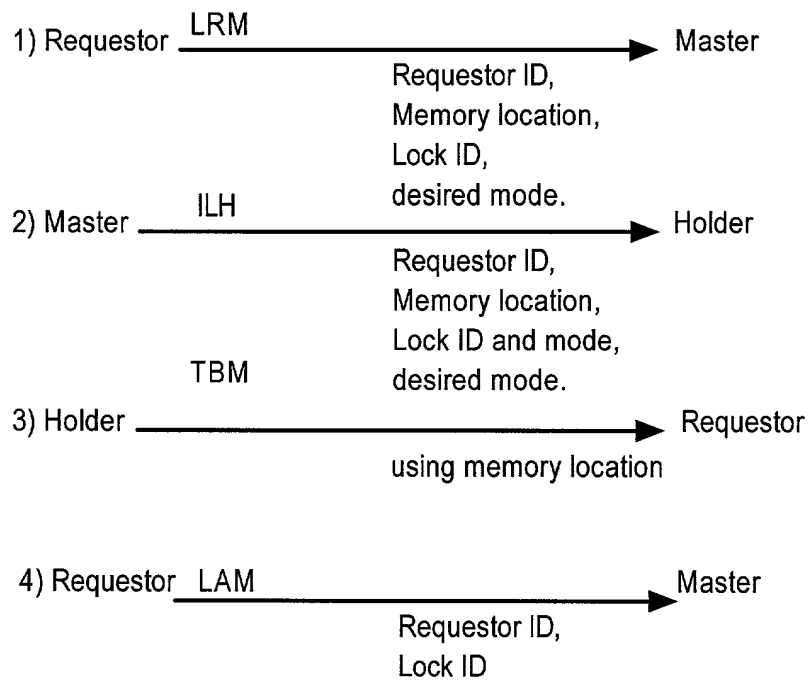 1) Requestor LRM Master
Requestor ID,
Memory location,
Lock ID,
desired mode.
2) Master ILH Holder
Requestor ID,
Memory location,
Lock ID and mode,
desired mode.
TBM
3) Holder Requestor
using memory location
4) Requestor LAM Master
Requestor ID,
Lock ID